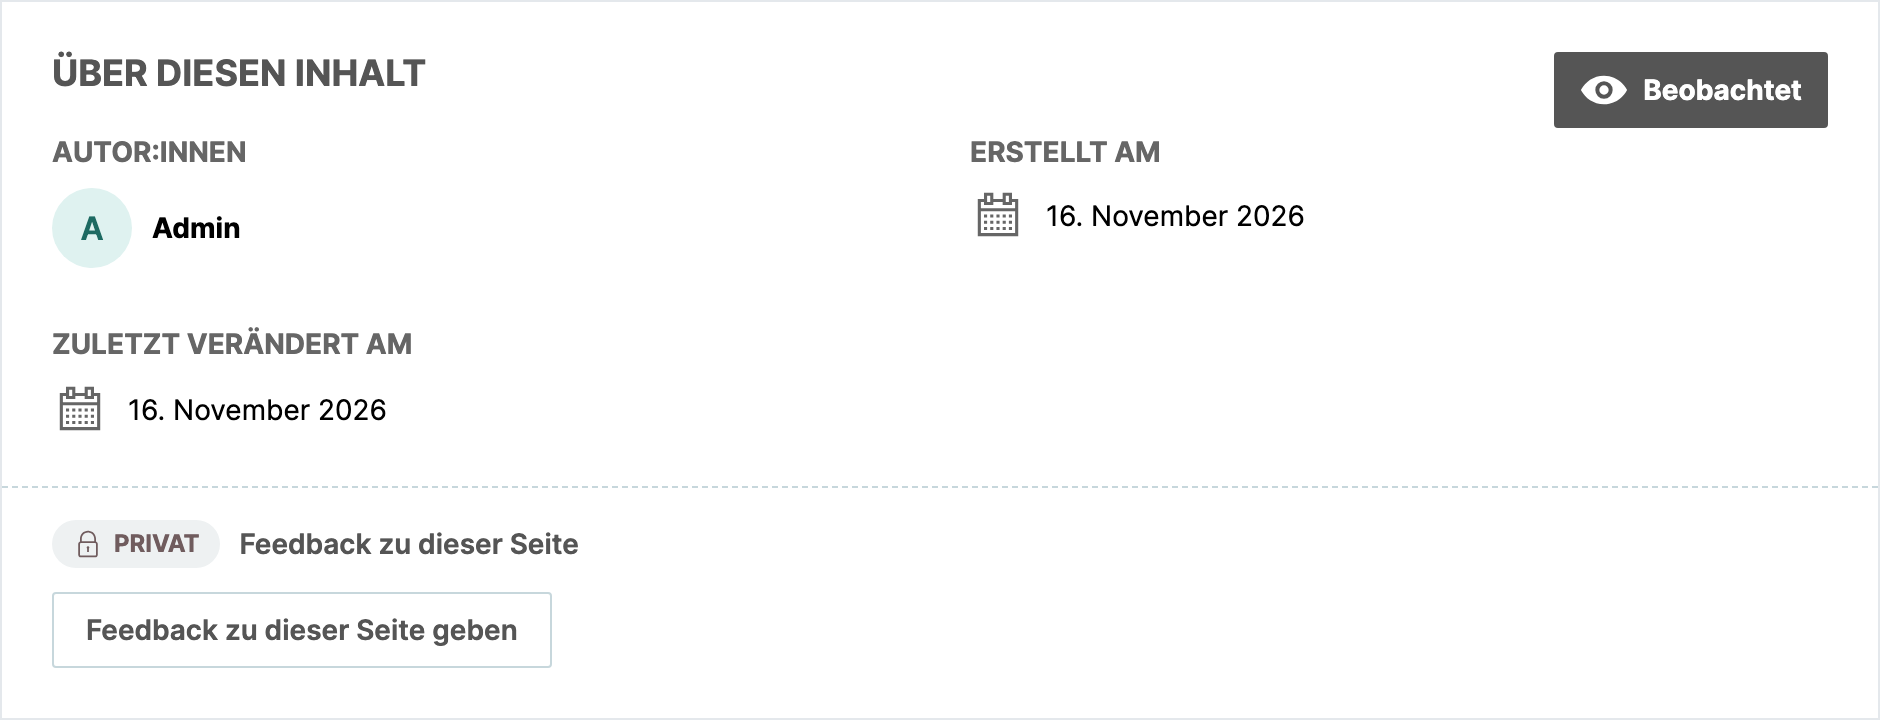 ÜBER DIESEN INHALT
Beobachtet
AUTOR:INNEN
A Admin
ERSTELLT AM
16. November 2026
ZULETZT VERÄNDERT AM
16. November 2026
PRIVAT Feedback zu dieser Seite
Feedback zu dieser Seite geben